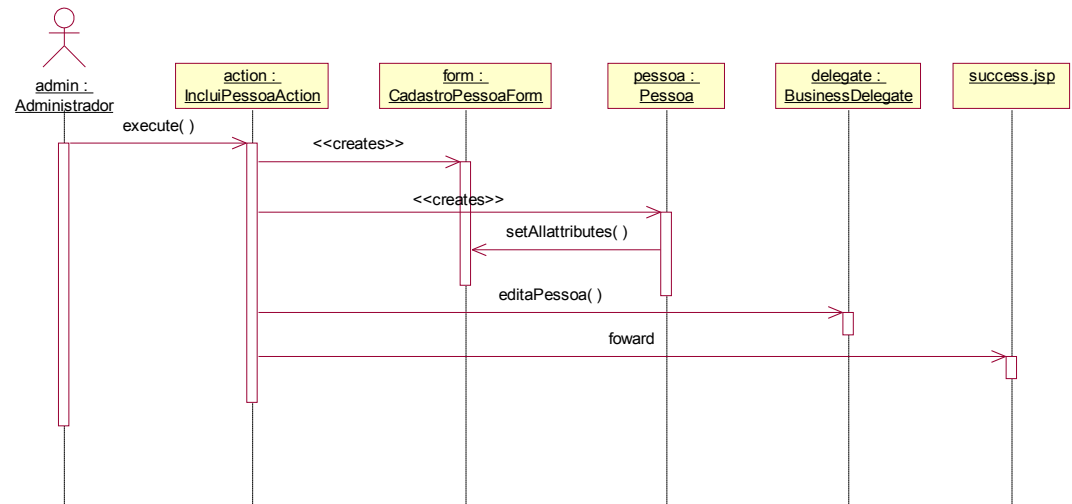 admin :
Administrador
action :
IncluiPessoaAction
form :
CadastroPessoaForm
pessoa :
Pessoa
delegate :
BusinessDelegate
success.jsp
execute( )
<<creates>>
<<creates>>
setAllattributes( )
editaPessoa( )
foward